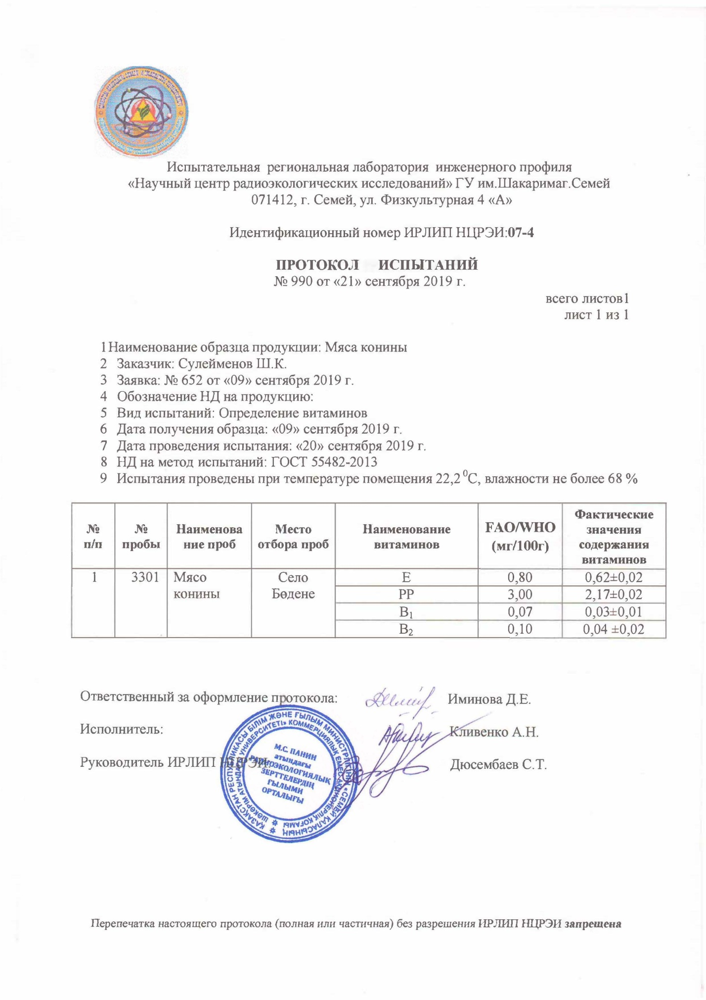 Испытательная региональная лаборатория инженерного профиля
«Научный центр радиоэкологических исследований» ГУ им.Шакаримаг.Семей
071412, г. Семей, ул. Физкультурная 4 «А»
Идентификационный номер ИРЛИП НЦРЭИ:07-4
ПРОТОКОЛ ИСПЫТАНИЙ
№ 990 от «21» сентября 2019 г.
всего листов1
лист 1 из 1
1Наименование образца продукции: Мяса конины
2 Заказчик: Сулейменов Ш.К.
3 Заявка: № 652 от «09» сентября 2019 г.
4 Обозначение НД на продукцию:
5 Вид испытаний: Определение витаминов
6 Дата получения образца: «09» сентября 2019 г.
7 Дата проведения испытания: «20» сентября 2019 г.
8 НД на метод испытаний: ГОСТ 55482-2013
9 Испытания проведены при температуре помещения 22,2 ⁰С, влажности не более 68 %
№ п/п № пробы Наименова ние проб Место отбора проб Наименование витаминов FAO/WHO (мг/100г) Фактические значения содержания витаминов
1 3301 Мясо конины Село Бөдене Е 0,80 0,62±0,02
РР 3,00 2,17±0,02
В₁ 0,07 0,03±0,01
В₂ 0,10 0,04 ±0,02
Ответственный за оформление протокола: Иминова Д.Е.
Исполнитель: Кливенко А.Н.
Руководитель ИРЛИП НЦРЭИ: Дюсембаев С.Т.
ҚАЗАҚСТАН РЕСПУБЛИКАСЫ БІЛІМ ЖӘНЕ ҒЫЛЫМ МИНИСТРЛІГІНІҢ «СЕМЕЙ ҚАЛАСЫНЫҢ
ШӘКӘРІМ АТЫНДАҒЫ УНИВЕРСИТЕТІ» КОММЕРЦИЯЛЫҚ ЕМЕС АКЦИОНЕРЛІК ҚОҒАМЫ
М.С. ПАНИН
атындағы
РАДИОЭКОЛОГИЯЛЫҚ
ЗЕРТТЕЛЕРДІҢ
ҒЫЛЫМИ
ОРТАЛЫҒЫ
Перепечатка настоящего протокола (полная или частичная) без разрешения ИРЛИП НЦРЭИ запрещена